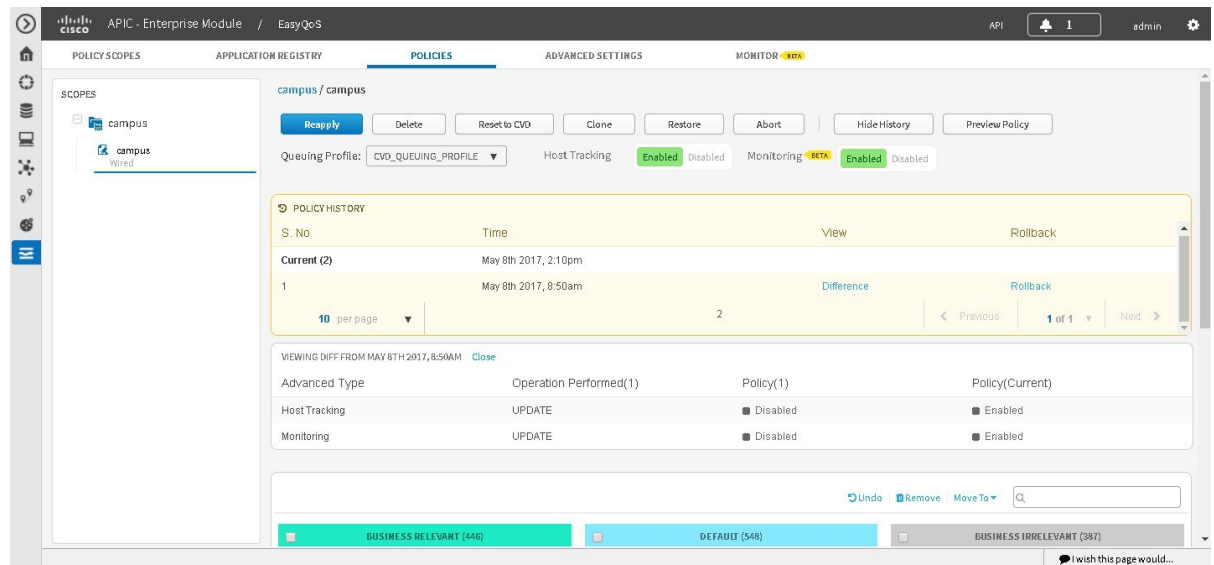 cisco APIC - Enterprise Module / EasyQoS API 1 admin
POLICY SCOPES APPLICATION REGISTRY POLICIES ADVANCED SETTINGS MONITOR BETA
SCOPES
campus
campus
Wired
campus / campus
Reapply Delete Reset to CVD Clone Restore Abort Hide History Preview Policy
Queuing Profile: CVD_QUEUING_PROFILE Host Tracking Enabled Disabled Monitoring BETA Enabled Disabled
POLICY HISTORY
S. No Time View Rollback
Current (2) May 8th 2017, 2:10pm
1 May 8th 2017, 8:50am Difference Rollback
10 per page 2 Previous 1 of 1 Next
VIEWING DIFF FROM MAY 8TH 2017, 8:50AM Close
Advanced Type Operation Performed(1) Policy(1) Policy(Current)
Host Tracking UPDATE Disabled Enabled
Monitoring UPDATE Disabled Enabled
Undo Remove Move To
BUSINESS RELEVANT (446) DEFAULT (548) BUSINESS IRRELEVANT (387)
I wish this page would...